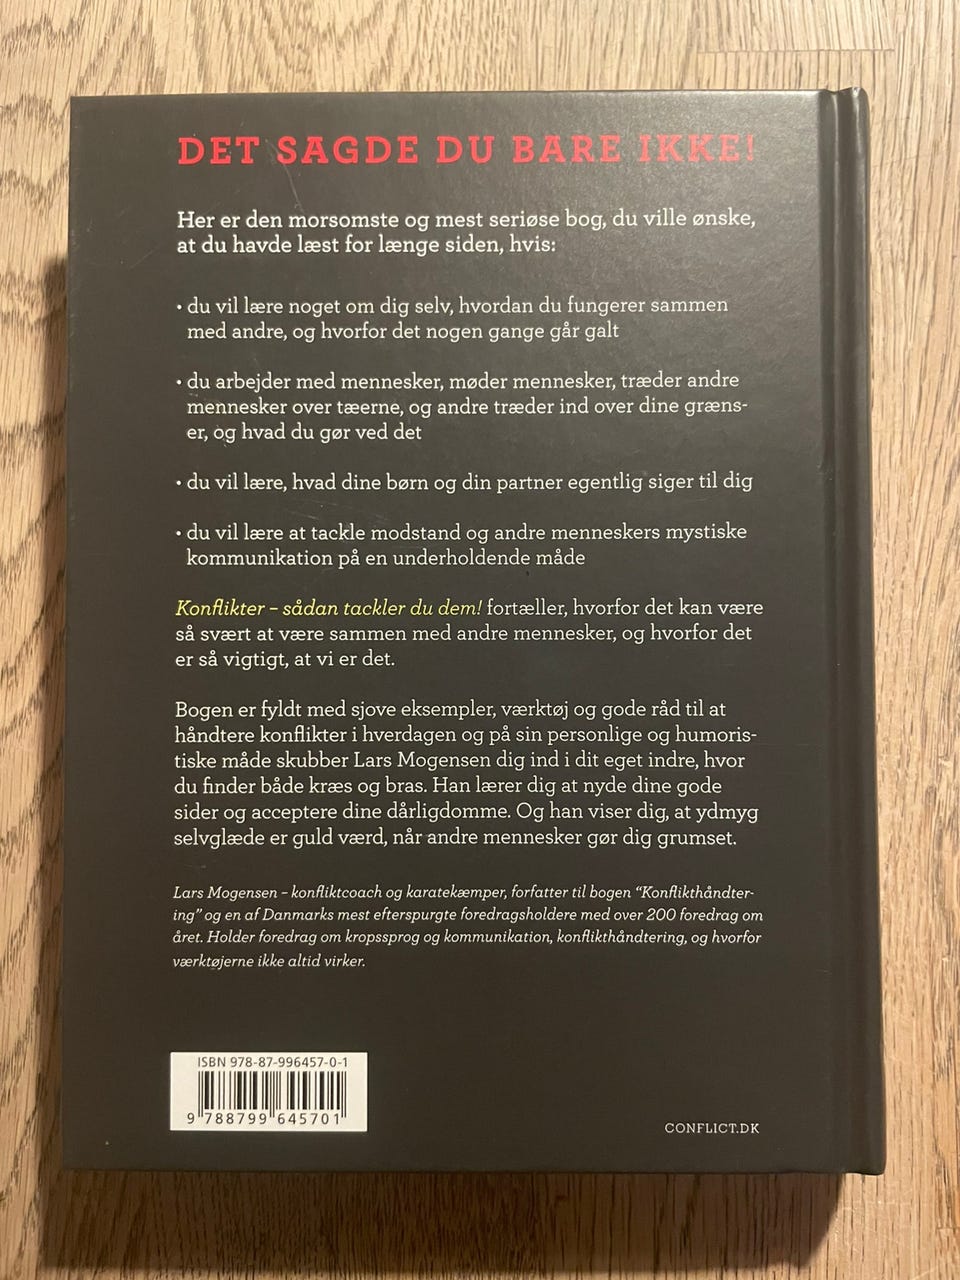 DET SAGDE DU BARE IKKE!
Her er den morsomste og mest seriøse bog, du ville ønske,
at du havde læst for længe siden, hvis:
• du vil lære noget om dig selv, hvordan du fungerer sammen
med andre, og hvorfor det nogen gange går galt
• du arbejder med mennesker, møder mennesker, træder andre
mennesker over tæerne, og andre træder ind over dine græns-
er, og hvad du gør ved det
• du vil lære, hvad dine børn og din partner egentlig siger til dig
• du vil lære at tackle modstand og andre menneskers mystiske
kommunikation på en underholdende måde
Konflikter – sådan tackler du dem! fortæller, hvorfor det kan være
så svært at være sammen med andre mennesker, og hvorfor det
er så vigtigt, at vi er det.
Bogen er fyldt med sjove eksempler, værktøj og gode råd til at
håndtere konflikter i hverdagen og på sin personlige og humoris-
tiske måde skubber Lars Mogensen dig ind i dit eget indre, hvor
du finder både kræs og bras. Han lærer dig at nyde dine gode
sider og acceptere dine dårligdomme. Og han viser dig, at ydmyg
selvglæde er guld værd, når andre mennesker gør dig grumset.
Lars Mogensen – konfliktcoach og karatekæmper, forfatter til bogen "Konflikthåndter-
ing" og en af Danmarks mest efterspurgte foredragsholdere med over 200 foredrag om
året. Holder foredrag om kropssprog og kommunikation, konflikthåndtering, og hvorfor
værktøjerne ikke altid virker.
ISBN 978-87-996457-0-1
9 788799 645701
CONFLICT.DK